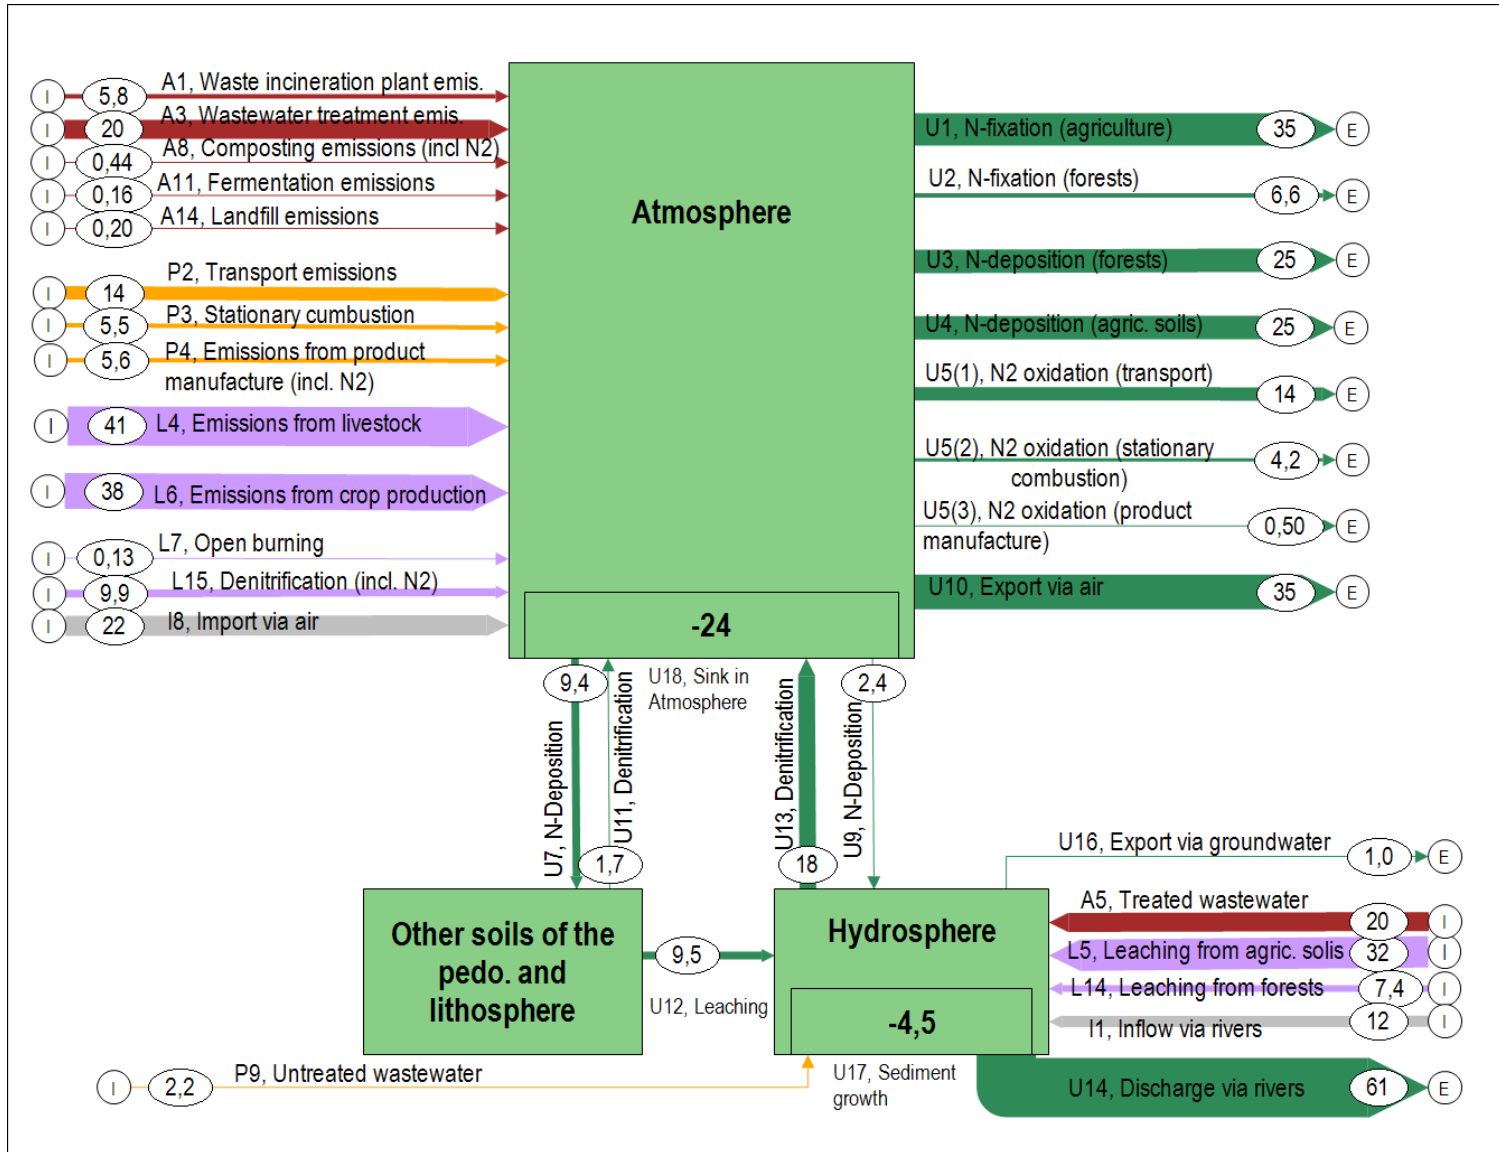 I 5,8 A1, Waste incineration plant emis.
I 20 A3, Wastewater treatment emis.
I 0,44 A8, Composting emissions (incl N2)
I 0,16 A11, Fermentation emissions
I 0,20 A14, Landfill emissions
I 14 P2, Transport emissions
I 5,5 P3, Stationary cumbustion
I 5,6 P4, Emissions from product
manufacture (incl. N2)
I 41 L4, Emissions from livestock
I 38 L6, Emissions from crop production
I 0,13 L7, Open burning
I 9,9 L15, Denitrification (incl. N2)
I 22 I8, Import via air
Atmosphere
-24
U18, Sink in
Atmosphere
U1, N-fixation (agriculture) 35 E
U2, N-fixation (forests) 6,6 E
U3, N-deposition (forests) 25 E
U4, N-deposition (agric. soils) 25 E
U5(1), N2 oxidation (transport) 14 E
U5(2), N2 oxidation (stationary
combustion) 4,2 E
U5(3), N2 oxidation (product
manufacture) 0,50 E
U10, Export via air 35 E
9,4
U7, N-Deposition
U11, Denitrification
1,7
U13, Denitrification
18
2,4
U9, N-Deposition
Other soils of the
pedo. and
lithosphere
9,5
U12, Leaching
Hydrosphere
-4,5
U17, Sediment
growth
U16, Export via groundwater 1,0 E
A5, Treated wastewater 20 I
L5, Leaching from agric. solis 32 I
L14, Leaching from forests 7,4 I
I1, Inflow via rivers 12 I
U14, Discharge via rivers 61 E
I 2,2 P9, Untreated wastewater